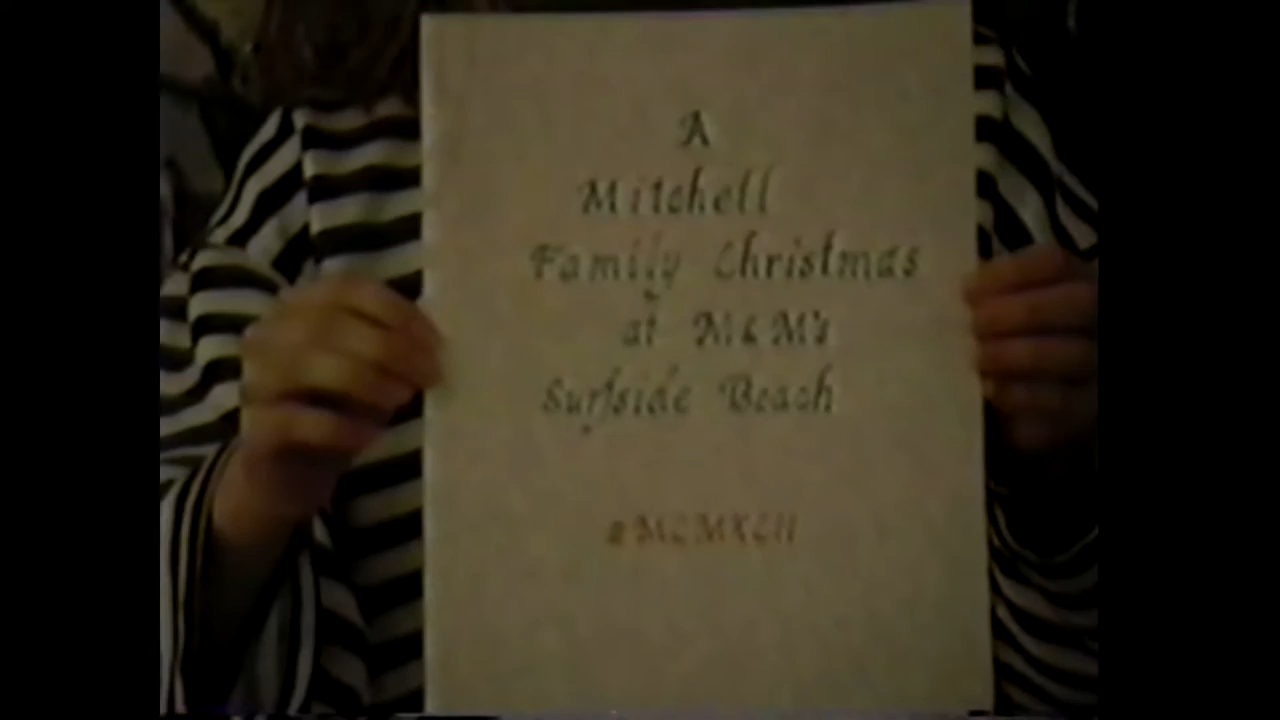 A
Mitchell
Family Christmas
at M&M's
Surfside Beach
©MCMXCII